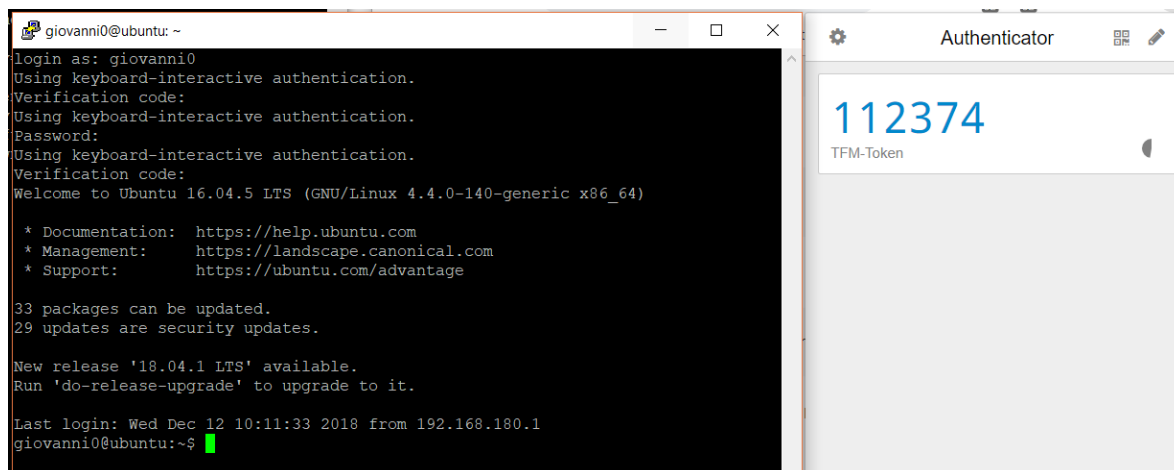 giovanni0@ubuntu: ~
login as: giovanni0
Using keyboard-interactive authentication.
Verification code:
Using keyboard-interactive authentication.
Password:
Using keyboard-interactive authentication.
Verification code:
Welcome to Ubuntu 16.04.5 LTS (GNU/Linux 4.4.0-140-generic x86_64)
* Documentation: https://help.ubuntu.com
* Management: https://landscape.canonical.com
* Support: https://ubuntu.com/advantage
33 packages can be updated.
29 updates are security updates.
New release '18.04.1 LTS' available.
Run 'do-release-upgrade' to upgrade to it.
Last login: Wed Dec 12 10:11:33 2018 from 192.168.180.1
giovanni0@ubuntu:~$
Authenticator
112374
TFM-Token